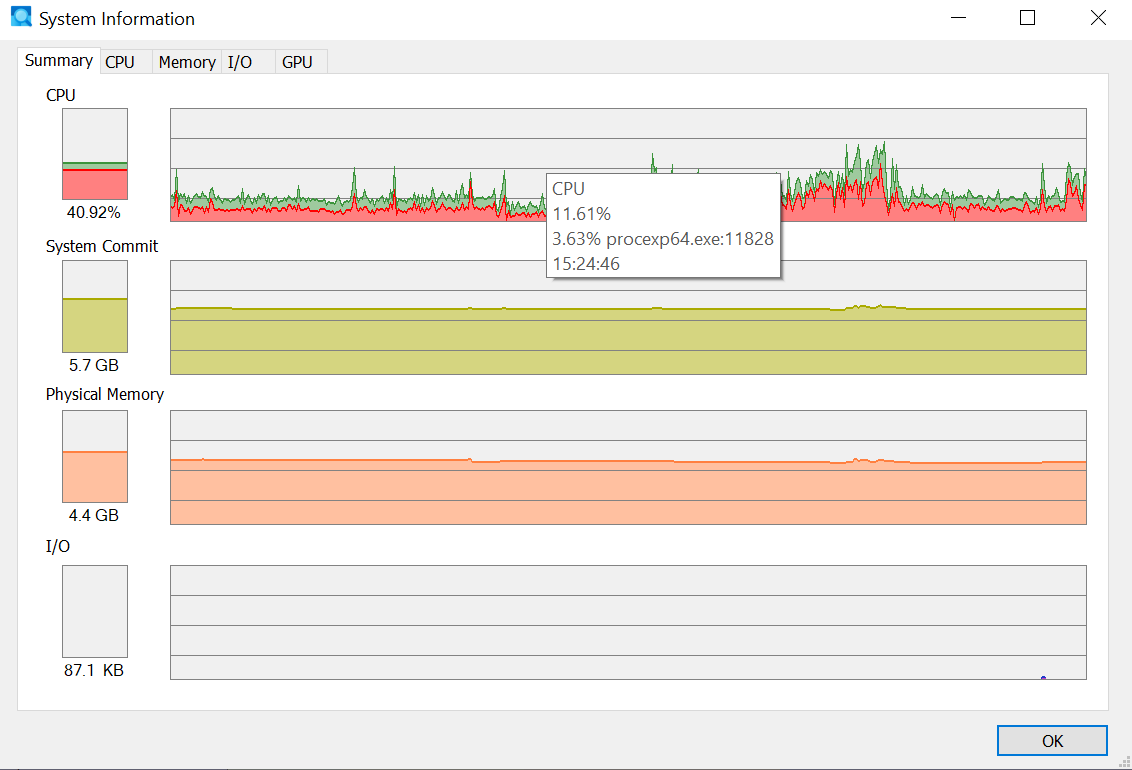 System Information
Summary CPU Memory I/O GPU
CPU
40.92%
CPU
11.61%
3.63% procexp64.exe:11828
15:24:46
System Commit
5.7 GB
Physical Memory
4.4 GB
I/O
87.1 KB
OK